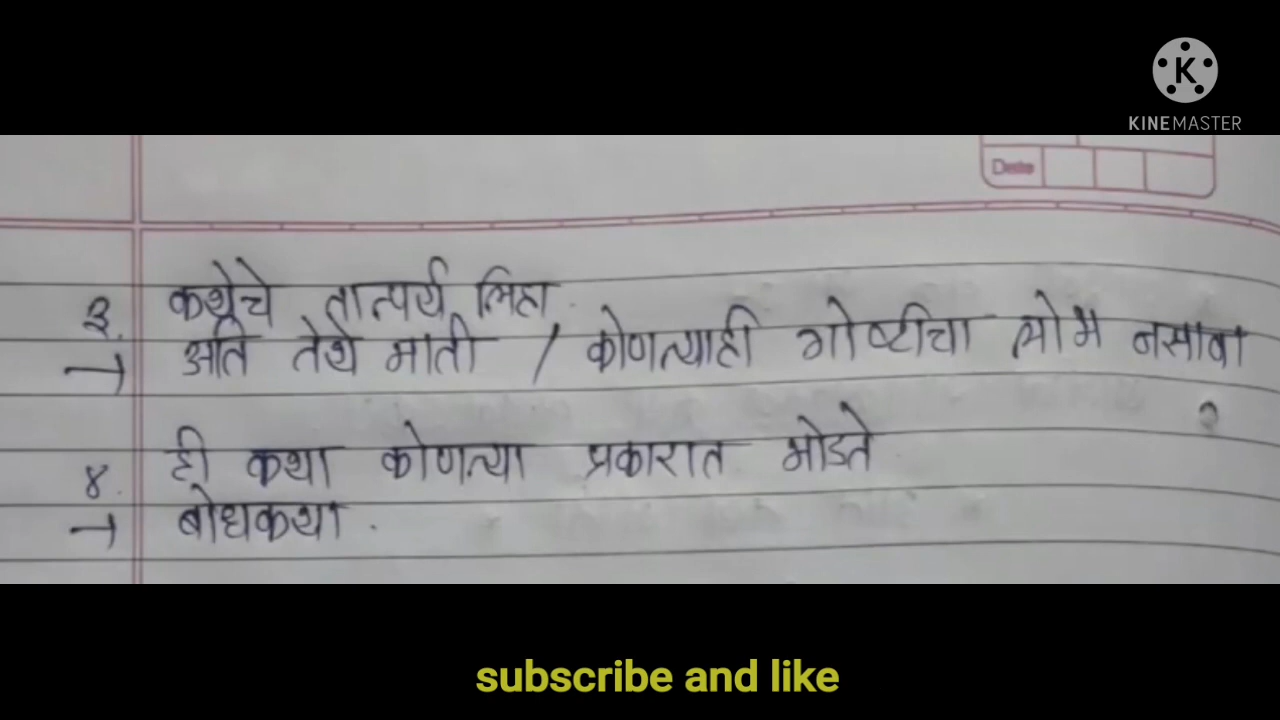 K
KINEMASTER
Date
३. कथेचे तात्पर्य लिहा.
→ अति तेथे माती / कोणत्याही गोष्टीचा लोभ नसावा
४. ही कथा कोणत्या प्रकारात मोडते
→ बोधकथा.
subscribe and like